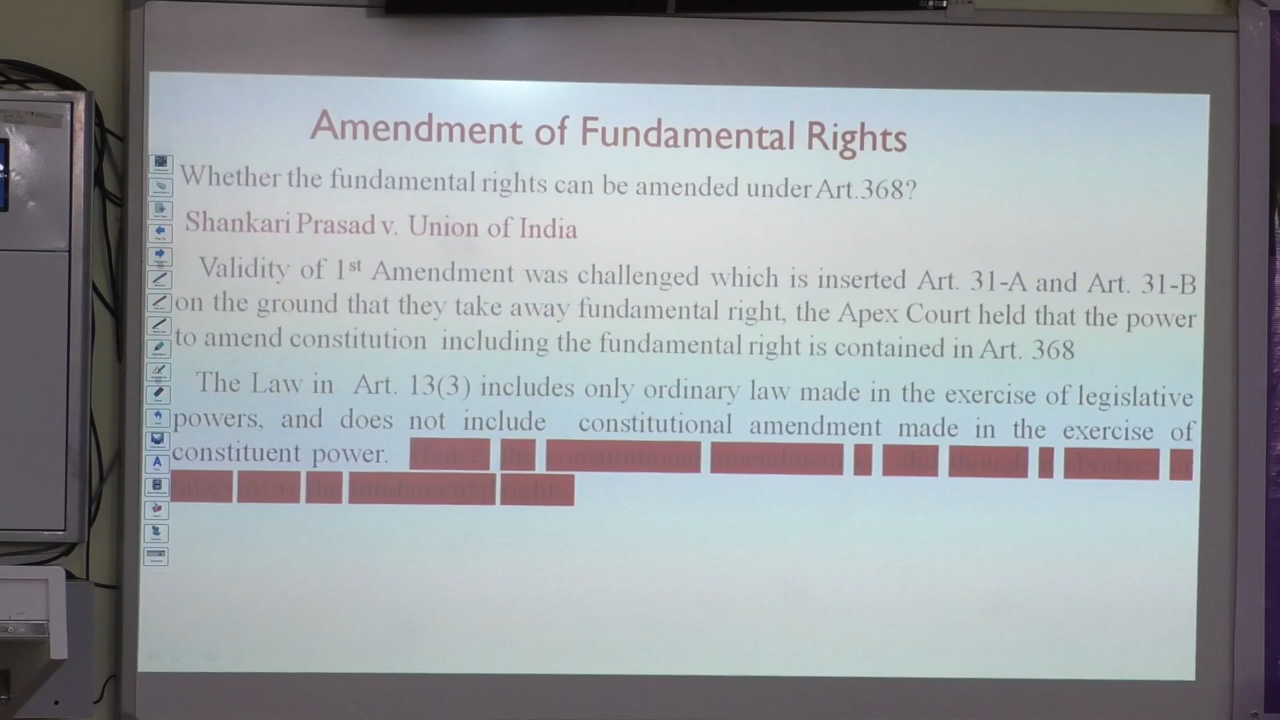 Amendment of Fundamental Rights
Whether the fundamental rights can be amended under Art.368?
Shankari Prasad v. Union of India
Validity of 1st Amendment was challenged which is inserted Art. 31-A and Art. 31-B
on the ground that they take away fundamental right, the Apex Court held that the power
to amend constitution including the fundamental right is contained in Art. 368
The Law in Art. 13(3) includes only ordinary law made in the exercise of legislative
powers, and does not include constitutional amendment made in the exercise of
constituent power.